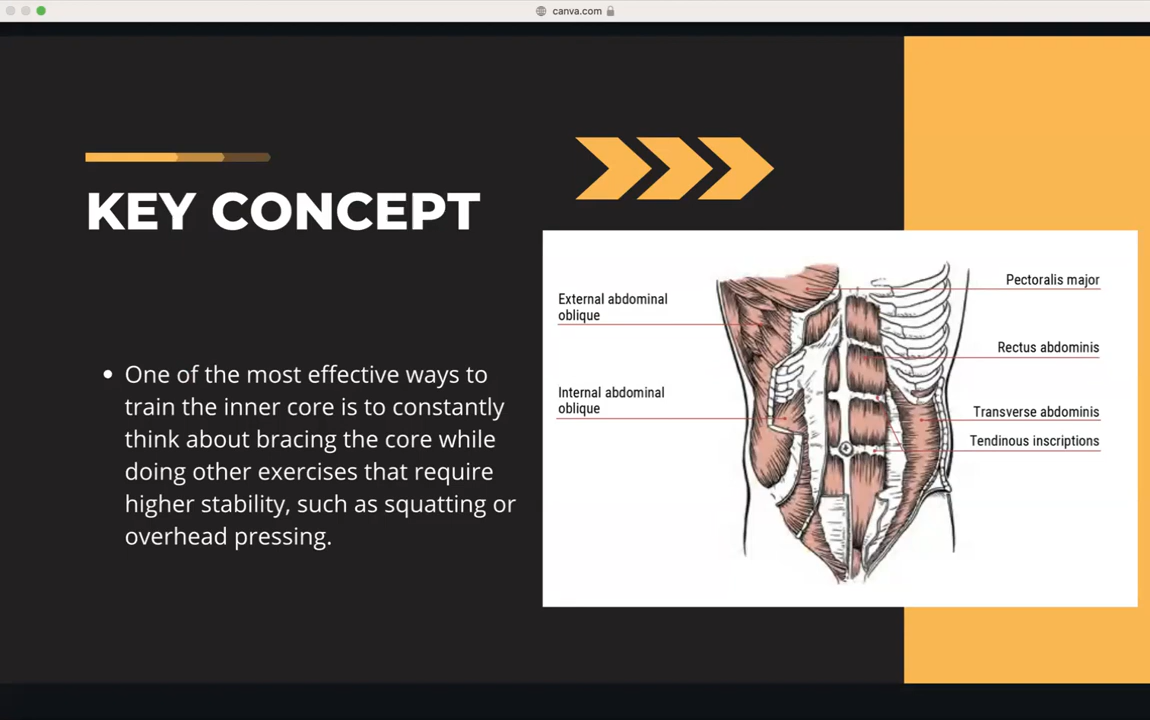 canva.com
KEY CONCEPT
• One of the most effective ways to
train the inner core is to constantly
think about bracing the core while
doing other exercises that require
higher stability, such as squatting or
overhead pressing.
External abdominal
oblique
Internal abdominal
oblique
Pectoralis major
Rectus abdominis
Transverse abdominis
Tendinous inscriptions